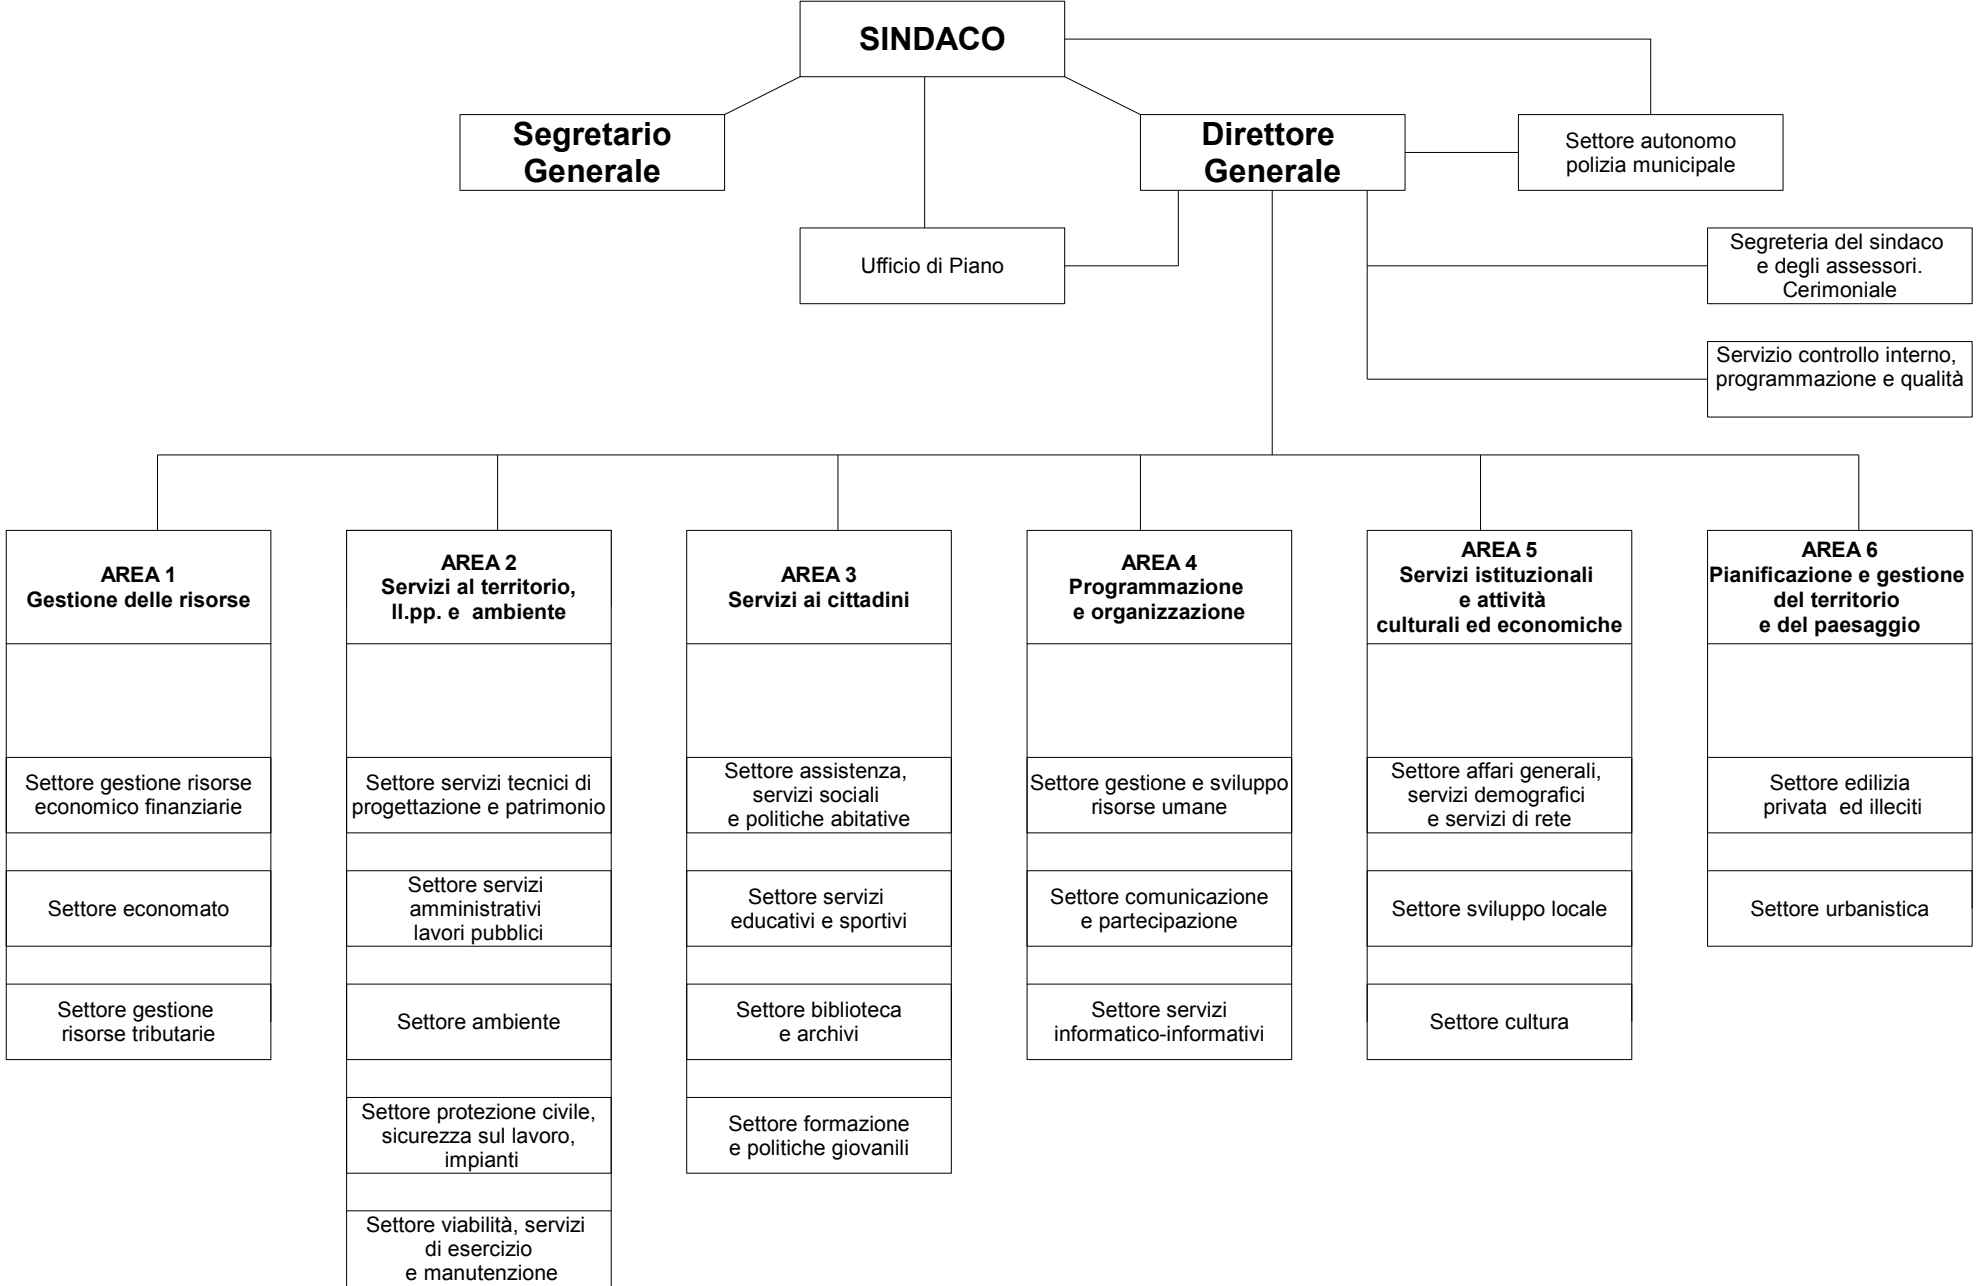 SINDACO
Segretario
Generale
Direttore
Generale
Settore autonomo
polizia municipale
Ufficio di Piano
Segreteria del sindaco
e degli assessori.
Cerimoniale
Servizio controllo interno,
programmazione e qualità
AREA 1
Gestione delle risorse
Settore gestione risorse
economico finanziarie
Settore economato
Settore gestione
risorse tributarie
AREA 2
Servizi al territorio,
ll.pp. e ambiente
Settore servizi tecnici di
progettazione e patrimonio
Settore servizi
amministrativi
lavori pubblici
Settore ambiente
Settore protezione civile,
sicurezza sul lavoro,
impianti
Settore viabilità, servizi
di esercizio
e manutenzione
AREA 3
Servizi ai cittadini
Settore assistenza,
servizi sociali
e politiche abitative
Settore servizi
educativi e sportivi
Settore biblioteca
e archivi
Settore formazione
e politiche giovanili
AREA 4
Programmazione
e organizzazione
Settore gestione e sviluppo
risorse umane
Settore comunicazione
e partecipazione
Settore servizi
informatico-informativi
AREA 5
Servizi istituzionali
e attività
culturali ed economiche
Settore affari generali,
servizi demografici
e servizi di rete
Settore sviluppo locale
Settore cultura
AREA 6
Pianificazione e gestione
del territorio
e del paesaggio
Settore edilizia
privata ed illeciti
Settore urbanistica